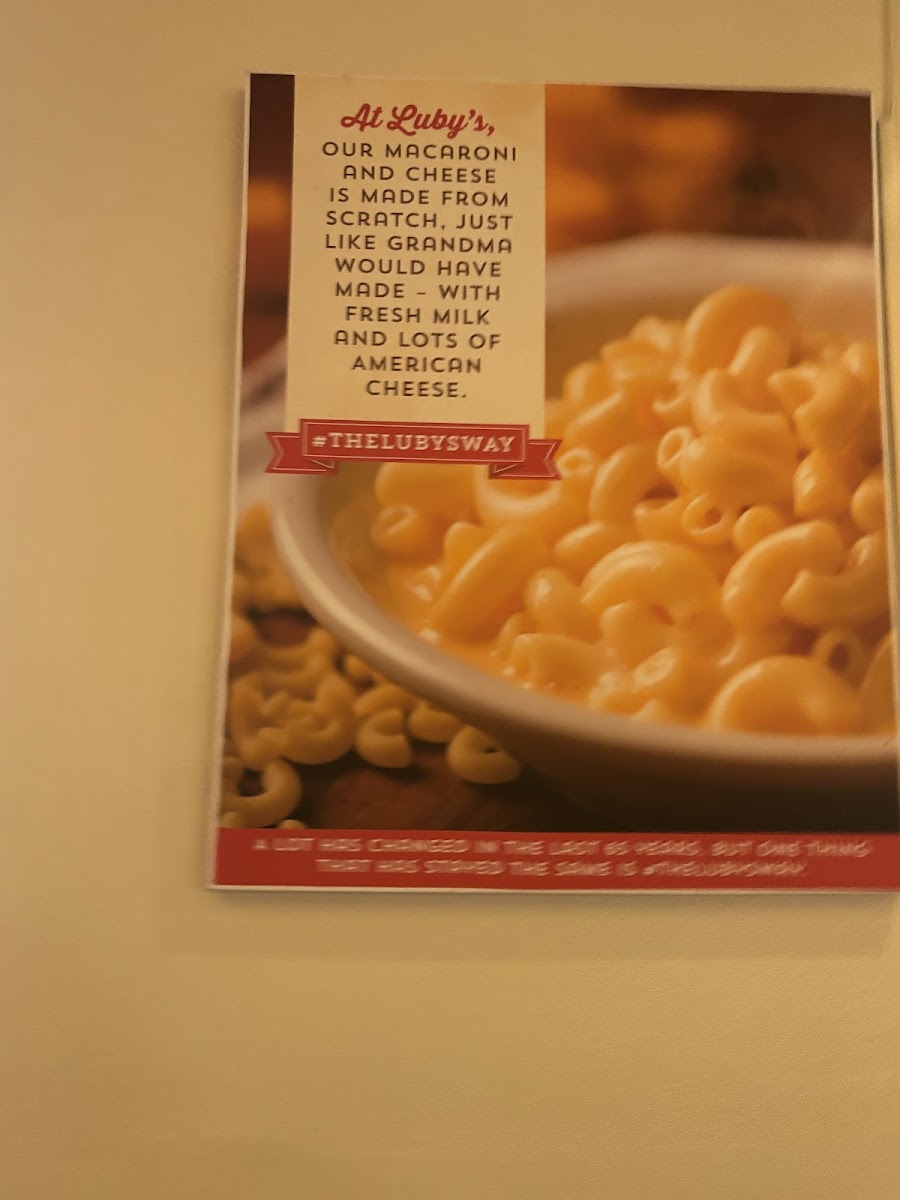 At Luby's,
OUR MACARONI
AND CHEESE
IS MADE FROM
SCRATCH, JUST
LIKE GRANDMA
WOULD HAVE
MADE – WITH
FRESH MILK
AND LOTS OF
AMERICAN
CHEESE.
#THELUBYSWAY
A LOT HAS CHANGED IN THE LAST YEARS. BUT ONE THING
THAT HAS STAYED THE SAME IS #THELUBYSWAY.